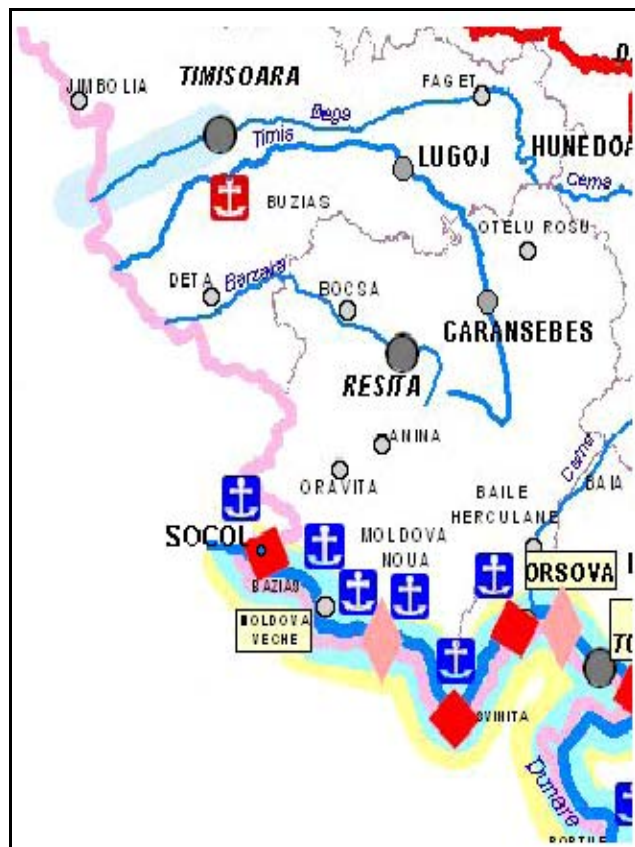 JIMBOLIA
TIMISOARA
FAGET
Bega
Timis
LUGOJ
Cerna
BUZIAS
OTELU ROSU
DETA
Barzava
BOCSA
CARANSEBES
RESITA
ANINA
ORAVITA
Cerna
BAIA
BAILE
HERCULANE
SOCOL
MOLDOVA
NOUA
BAZIAS
ORSOVA
MOLDOVA
VECHE
SVINITA
Dunare